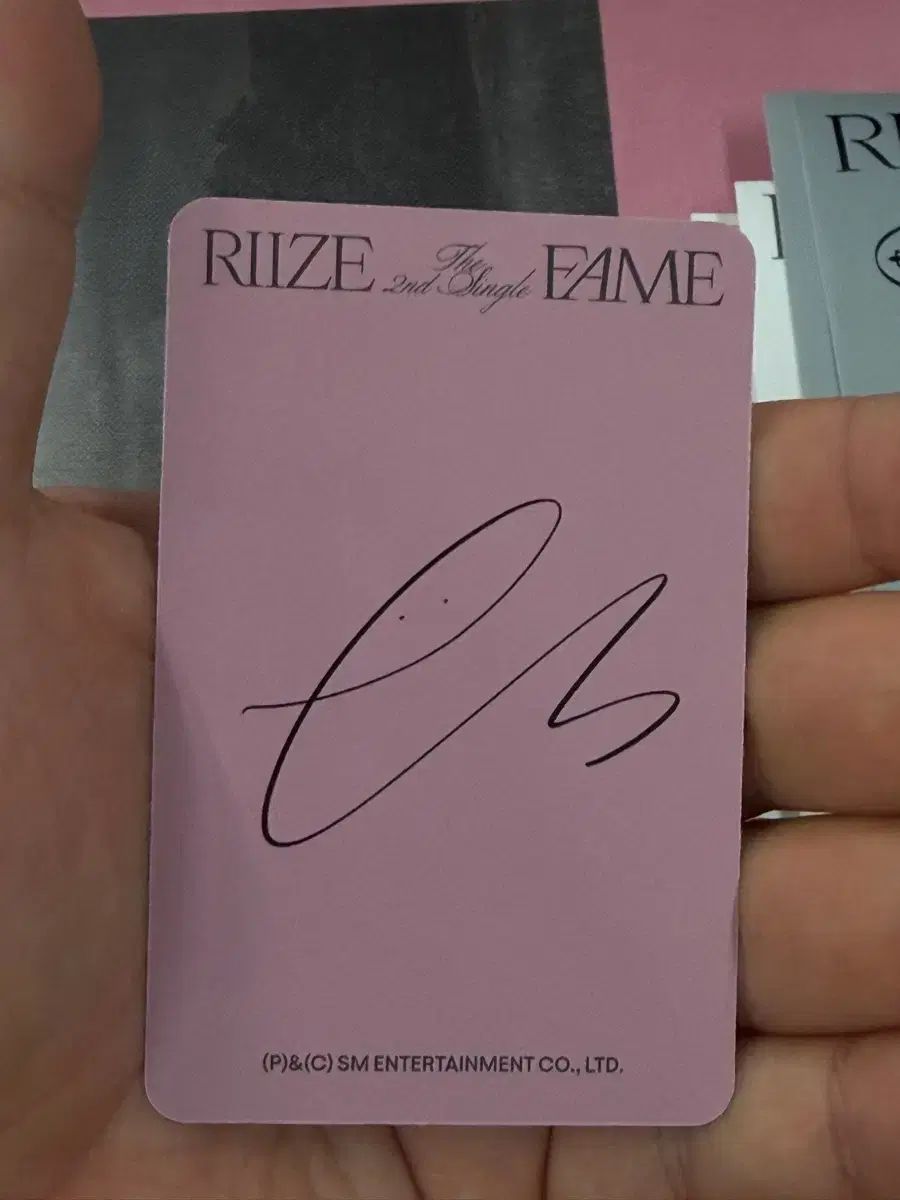 RIIZE The 2nd Single FAME
(P)&(C) SM ENTERTAINMENT CO., LTD.